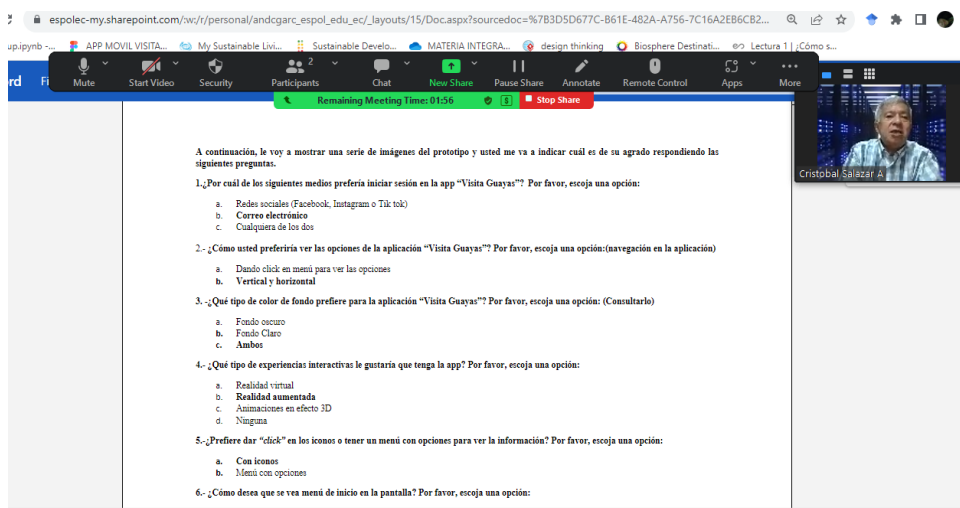 espolec-my.sharepoint.com/:w:/r/personal/andcgarc_espol_edu_ec/_layouts/15/Doc.aspx?sourcedoc=%7B3D5D677C-B61E-482A-A756-7C16A2EB6CB2...
up.ipynb -... APP MOVIL VISITA... My Sustainable Livi... Sustainable Develo... MATERIA INTEGRA... design thinking Biosphere Destinati... Lectura 1 | ¿Cómo s...
rd Fi Mute Start Video Security Participants 2 Chat New Share Pause Share Annotate Remote Control Apps More
Remaining Meeting Time: 01:56 Stop Share
Cristobal Salazar A
A continuación, le voy a mostrar una serie de imágenes del prototipo y usted me va a indicar cuál es de su agrado respondiendo las
siguientes preguntas.
1.¿Por cuál de los siguientes medios prefería iniciar sesión en la app “Visita Guayas”? Por favor, escoja una opción:
a. Redes sociales (Facebook, Instagram o Tik tok)
b. Correo electrónico
c. Cualquiera de los dos
2.- ¿Cómo usted preferiría ver las opciones de la aplicación “Visita Guayas”? Por favor, escoja una opción:(navegación en la aplicación)
a. Dando click en menú para ver las opciones
b. Vertical y horizontal
3. -¿Qué tipo de color de fondo prefiere para la aplicación “Visita Guayas”? Por favor, escoja una opción: (Consultarlo)
a. Fondo oscuro
b. Fondo Claro
c. Ambos
4.- ¿Qué tipo de experiencias interactivas le gustaría que tenga la app? Por favor, escoja una opción:
a. Realidad virtual
b. Realidad aumentada
c. Animaciones en efecto 3D
d. Ninguna
5.-¿Prefiere dar “click” en los iconos o tener un menú con opciones para ver la información? Por favor, escoja una opción:
a. Con iconos
b. Menú con opciones
6.- ¿Cómo desea que se vea menú de inicio en la pantalla? Por favor, escoja una opción: